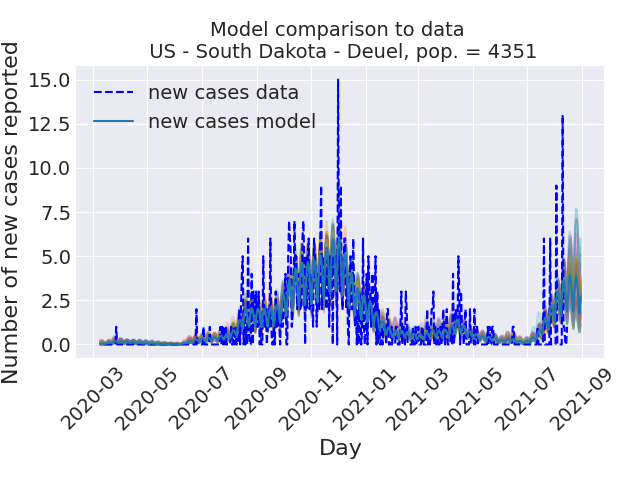 Model comparison to data
US - South Dakota - Deuel, pop. = 4351
Number of new cases reported
15.0
12.5
10.0
7.5
5.0
2.5
0.0
new cases data
new cases model
2020-03
2020-05
2020-07
2020-09
2020-11
2021-01
2021-03
2021-05
2021-07
2021-09
Day